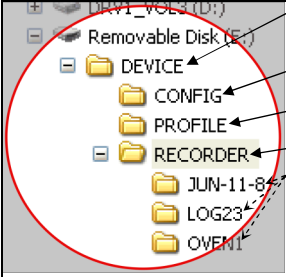 DRV1_VOL3 (D:)
Removable Disk (E:)
DEVICE
CONFIG
PROFILE
RECORDER
JUN-11-8
LOG23
OVEN1